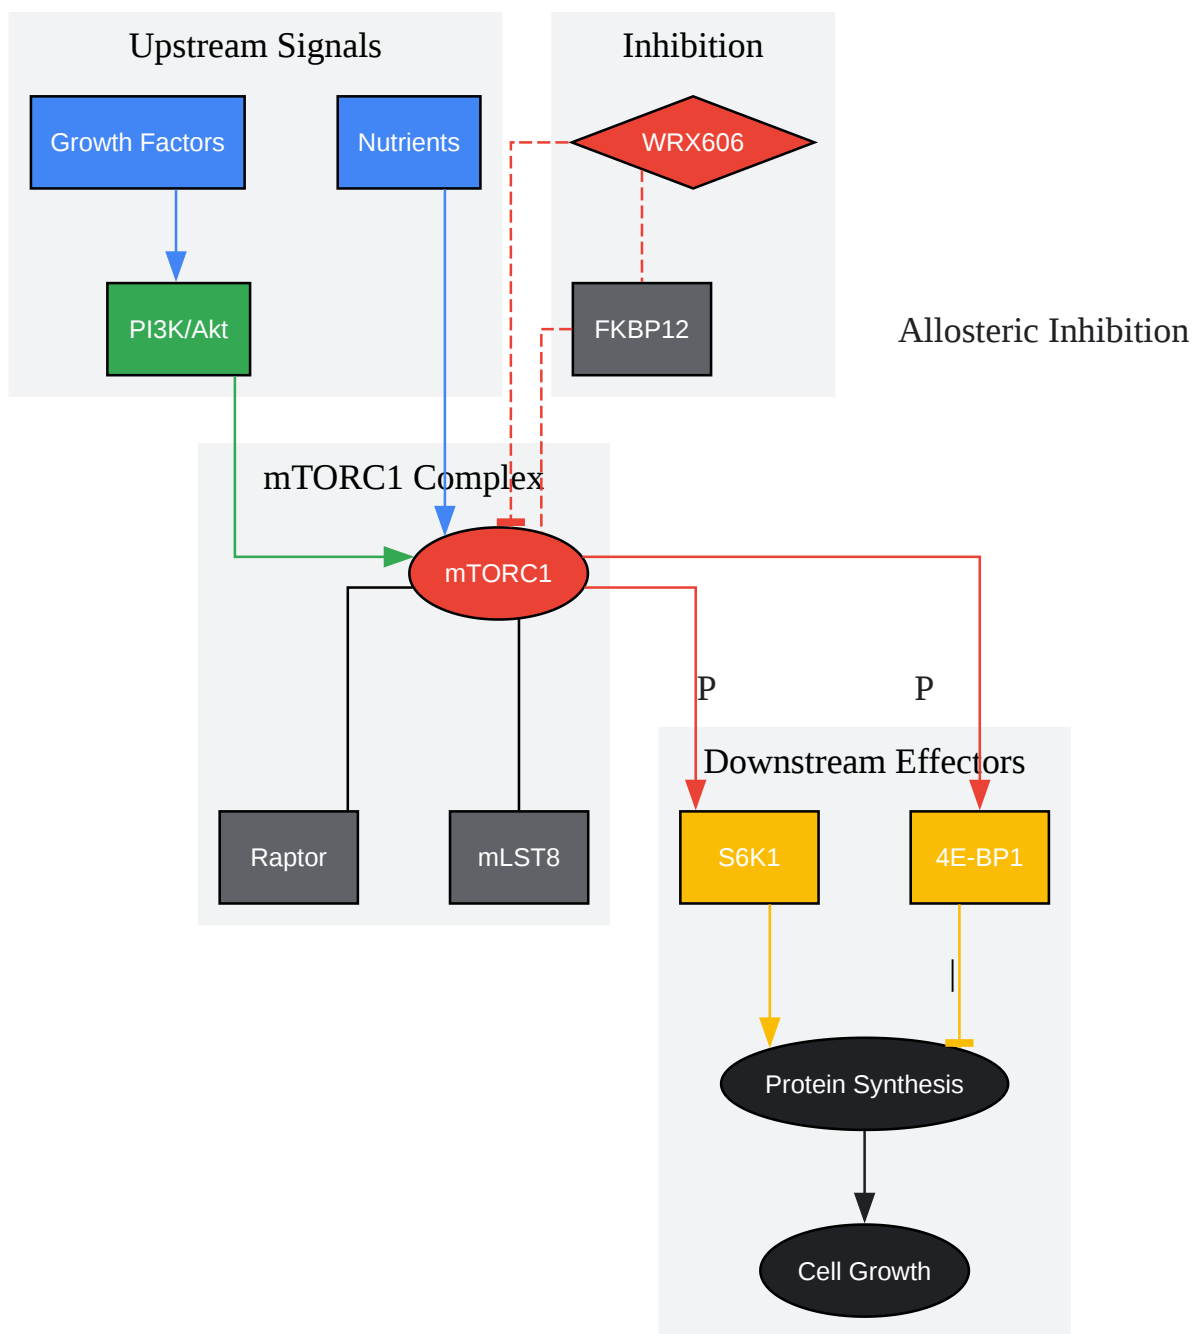 Upstream Signals
Inhibition
Growth Factors
Nutrients
WRX606
PI3K/Akt
FKBP12
Allosteric Inhibition
mTORC1 Complex
mTORC1
P
P
Downstream Effectors
Raptor
mLST8
S6K1
4E-BP1
|
Protein Synthesis
Cell Growth